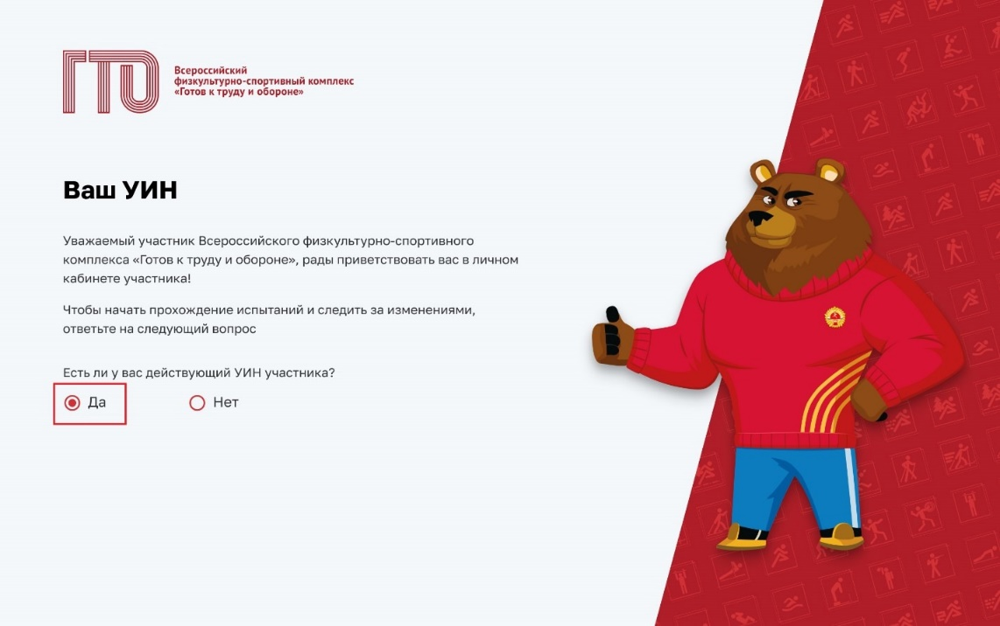 ГТО
Всероссийский
физкультурно-спортивный комплекс
«Готов к труду и обороне»
Ваш УИН
Уважаемый участник Всероссийского физкультурно-спортивного
комплекса «Готов к труду и обороне», рады приветствовать вас в личном
кабинете участника!
Чтобы начать прохождение испытаний и следить за изменениями,
ответьте на следующий вопрос
Есть ли у вас действующий УИН участника?
Да Нет